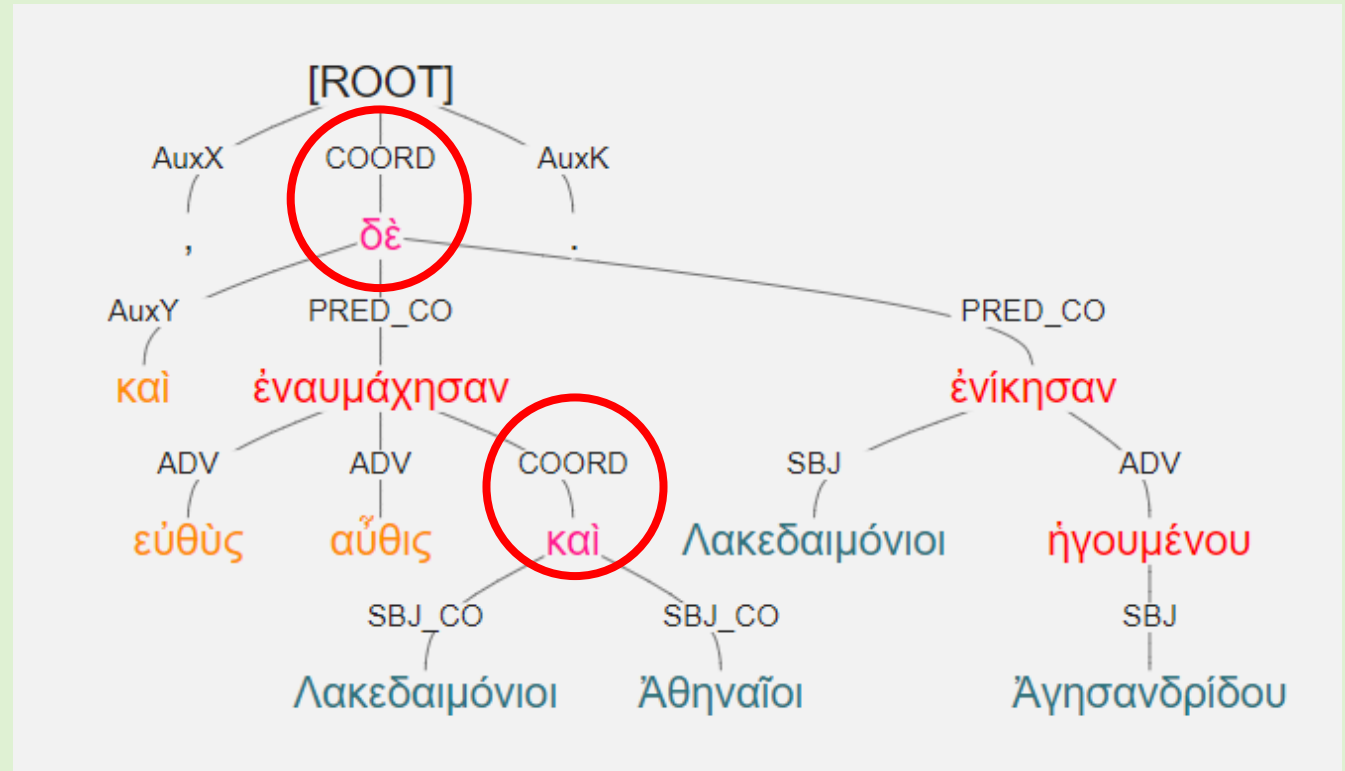 [ROOT]
AuxX COORD AuxK
, δὲ .
AuxY PRED_CO PRED_CO
καὶ ἐναυμάχησαν ἐνίκησαν
ADV ADV COORD SBJ ADV
εὐθὺς αὖθις καὶ Λακεδαιμόνιοι ἡγουμένου
SBJ_CO SBJ_CO SBJ
Λακεδαιμόνιοι Ἀθηναῖοι Ἀγησανδρίδου